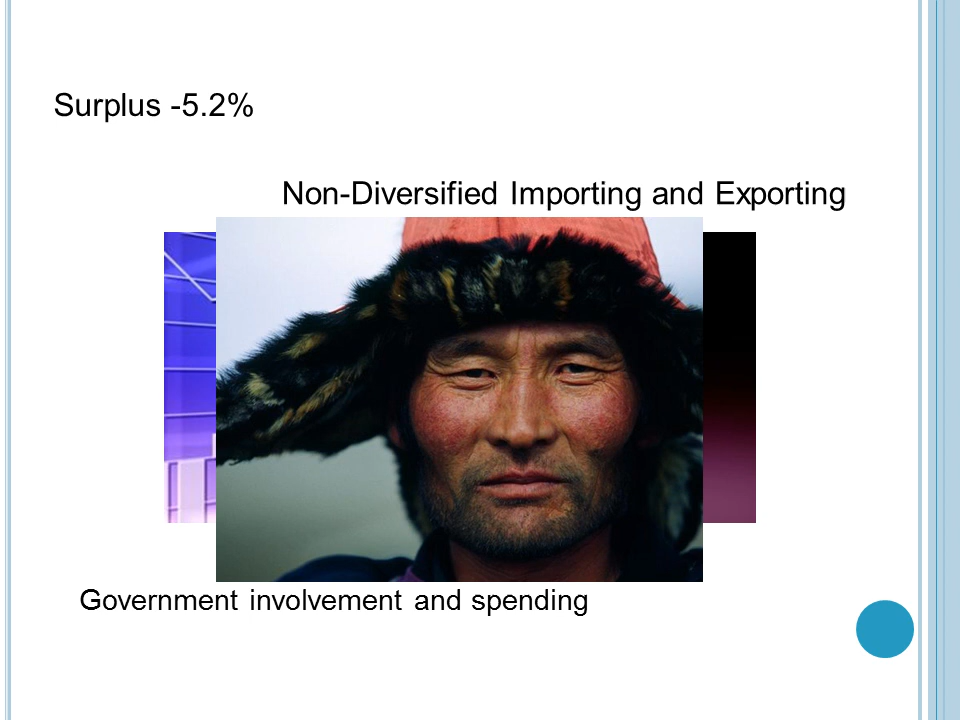 Surplus -5.2%
Non-Diversified Importing and Exporting
Government involvement and spending